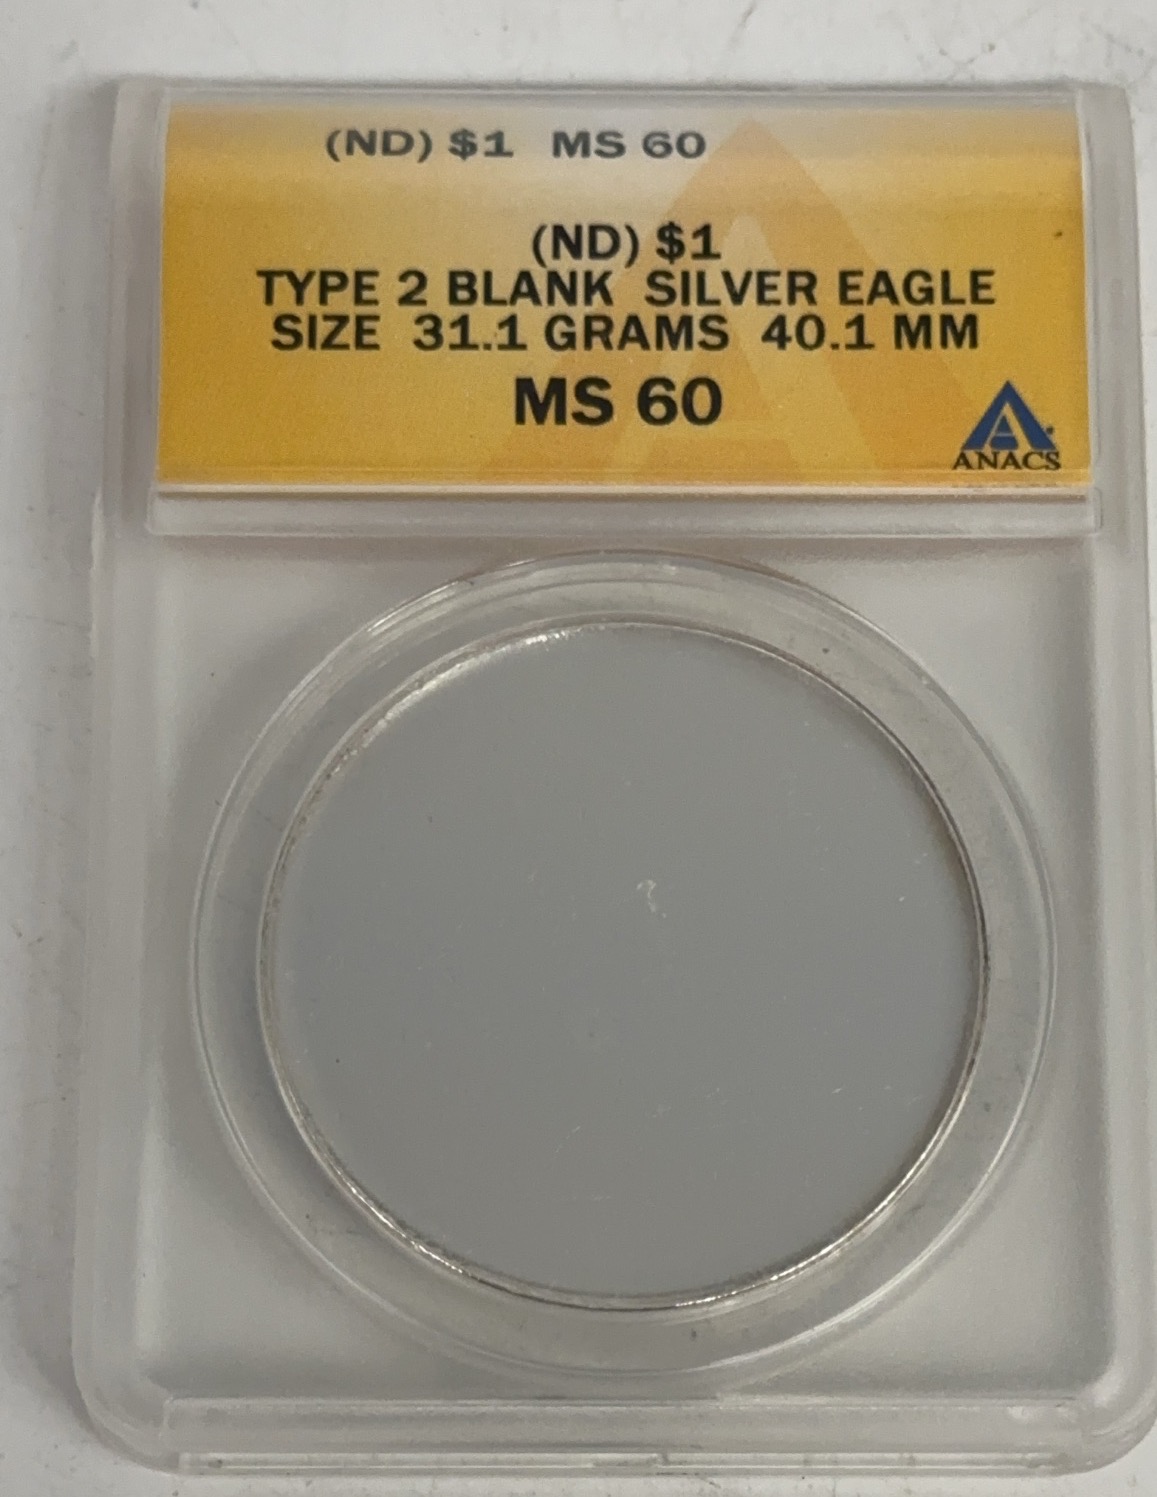 (ND) $1 MS 60
(ND) $1
TYPE 2 BLANK SILVER EAGLE
SIZE 31.1 GRAMS 40.1 MM
MS 60
ANACS